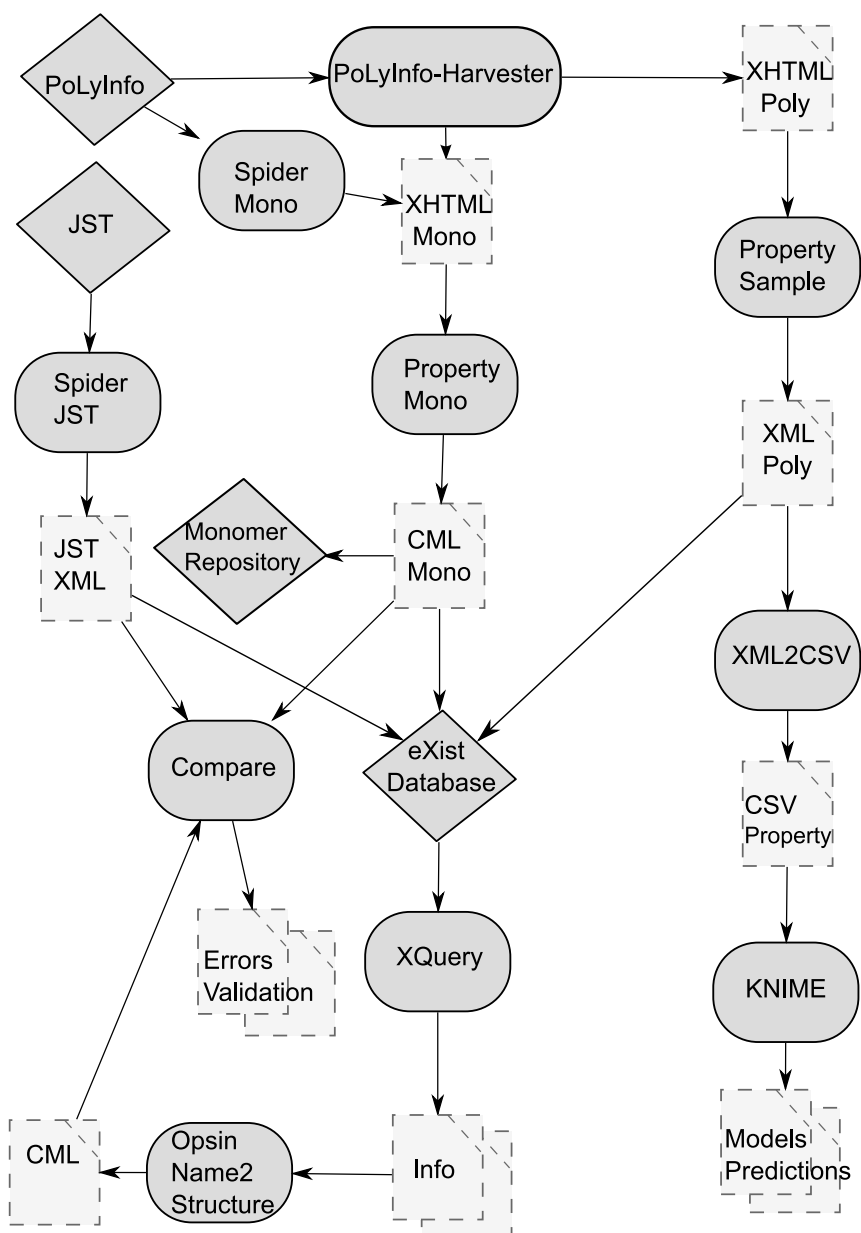 PoLyInfo
PoLyInfo-Harvester
XHTML
Poly
Spider
Mono
XHTML
Mono
JST
Property
Sample
Spider
JST
Property
Mono
XML
Poly
JST
XML
Monomer
Repository
CML
Mono
XML2CSV
Compare
eXist
Database
CSV
Property
Errors
Validation
XQuery
KNIME
CML
Opsin
Name2
Structure
Info
Models
Predictions